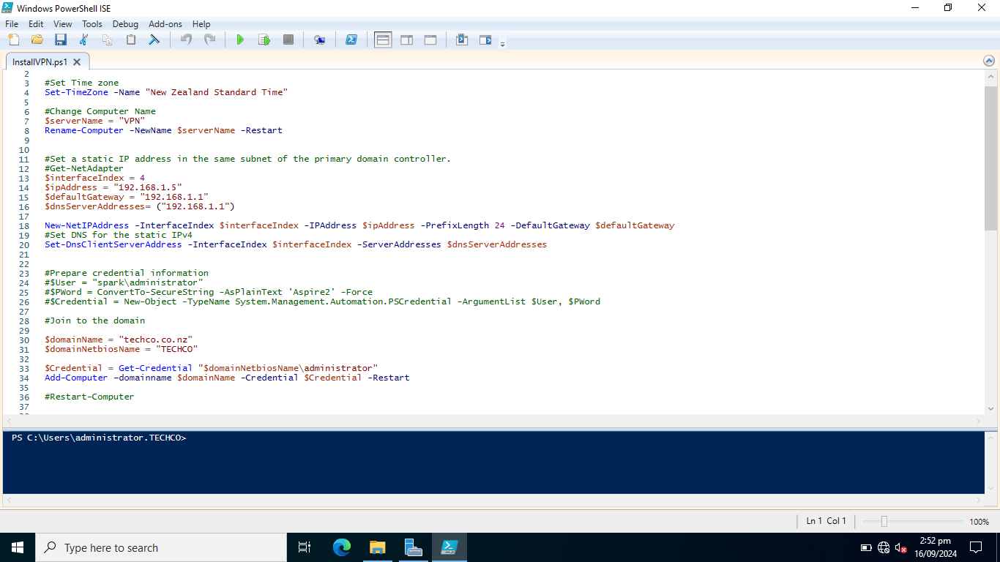 Windows PowerShell ISE
File Edit View Tools Debug Add-ons Help
InstallVPN.ps1
2
3 #Set Time zone
4 Set-TimeZone -Name "New Zealand Standard Time"
5
6 #Change Computer Name
7 $serverName = "VPN"
8 Rename-Computer -NewName $serverName -Restart
9
10
11 #Set a static IP address in the same subnet of the primary domain controller.
12 #Get-NetAdapter
13 $interfaceIndex = 4
14 $ipAddress = "192.168.1.5"
15 $defaultGateway = "192.168.1.1"
16 $dnsServerAddresses= ("192.168.1.1")
17
18 New-NetIPAddress -InterfaceIndex $interfaceIndex -IPAddress $ipAddress -PrefixLength 24 -DefaultGateway $defaultGateway
19 #Set DNS for the static IPv4
20 Set-DnsClientServerAddress -InterfaceIndex $interfaceIndex -ServerAddresses $dnsServerAddresses
21
22
23 #Prepare credential information
24 #$User = "spark\administrator"
25 #$PWord = ConvertTo-SecureString -AsPlainText 'Aspire2' -Force
26 #$Credential = New-Object -TypeName System.Management.Automation.PSCredential -ArgumentList $User, $PWord
27
28 #Join to the domain
29
30 $domainName = "techco.co.nz"
31 $domainNetbiosName = "TECHCO"
32
33 $Credential = Get-Credential "$domainNetbiosName\administrator"
34 Add-Computer -domainname $domainName -Credential $Credential -Restart
35
36 #Restart-Computer
37
PS C:\Users\administrator.TECHCO>
Ln 1 Col 1 100%
Type here to search
2:52 pm
16/09/2024